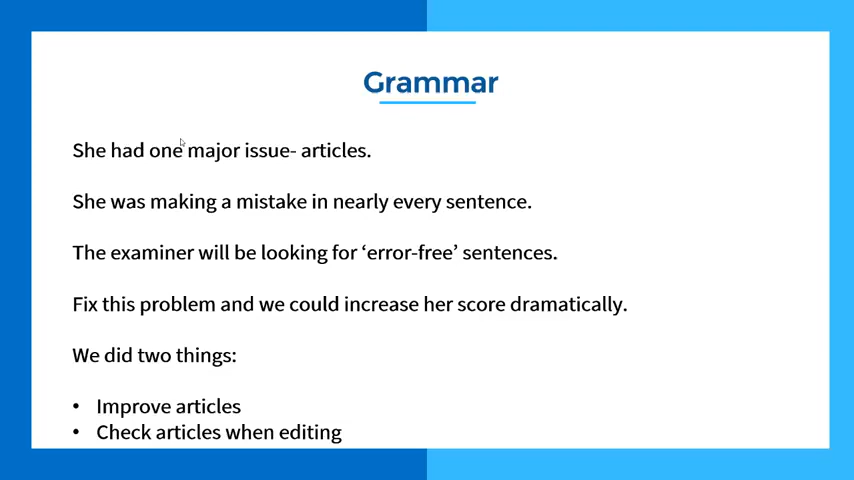 Grammar
She had one major issue- articles.
She was making a mistake in nearly every sentence.
The examiner will be looking for ‘error-free’ sentences.
Fix this problem and we could increase her score dramatically.
We did two things:
• Improve articles
• Check articles when editing